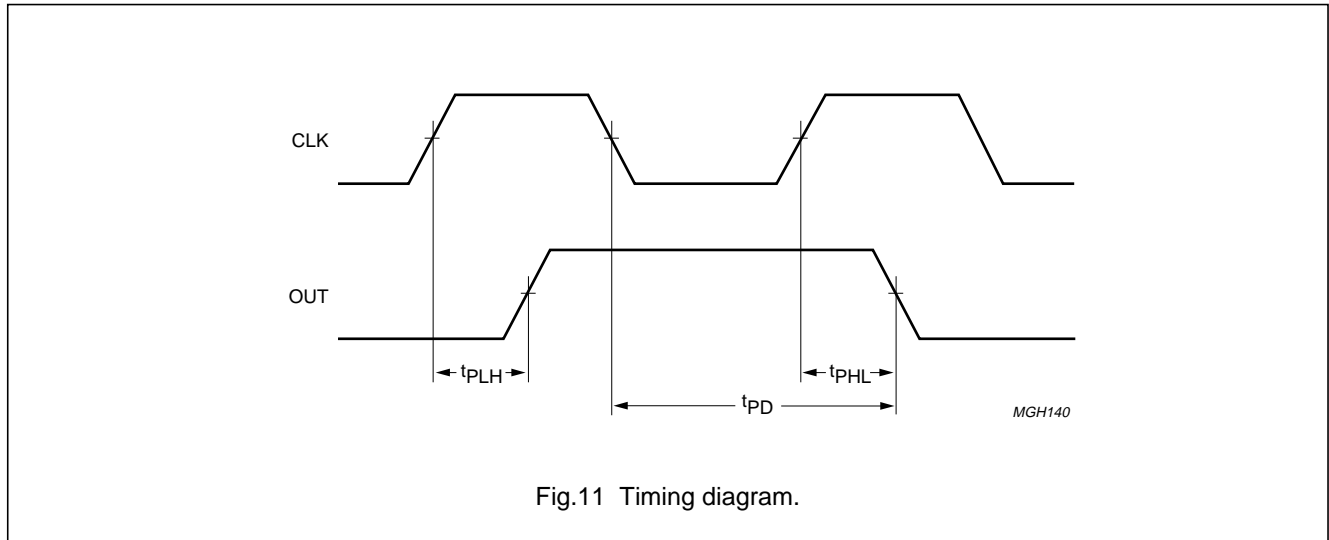 CLK
OUT
tPLH
tPHL
tPD
MGH140
Fig.11 Timing diagram.